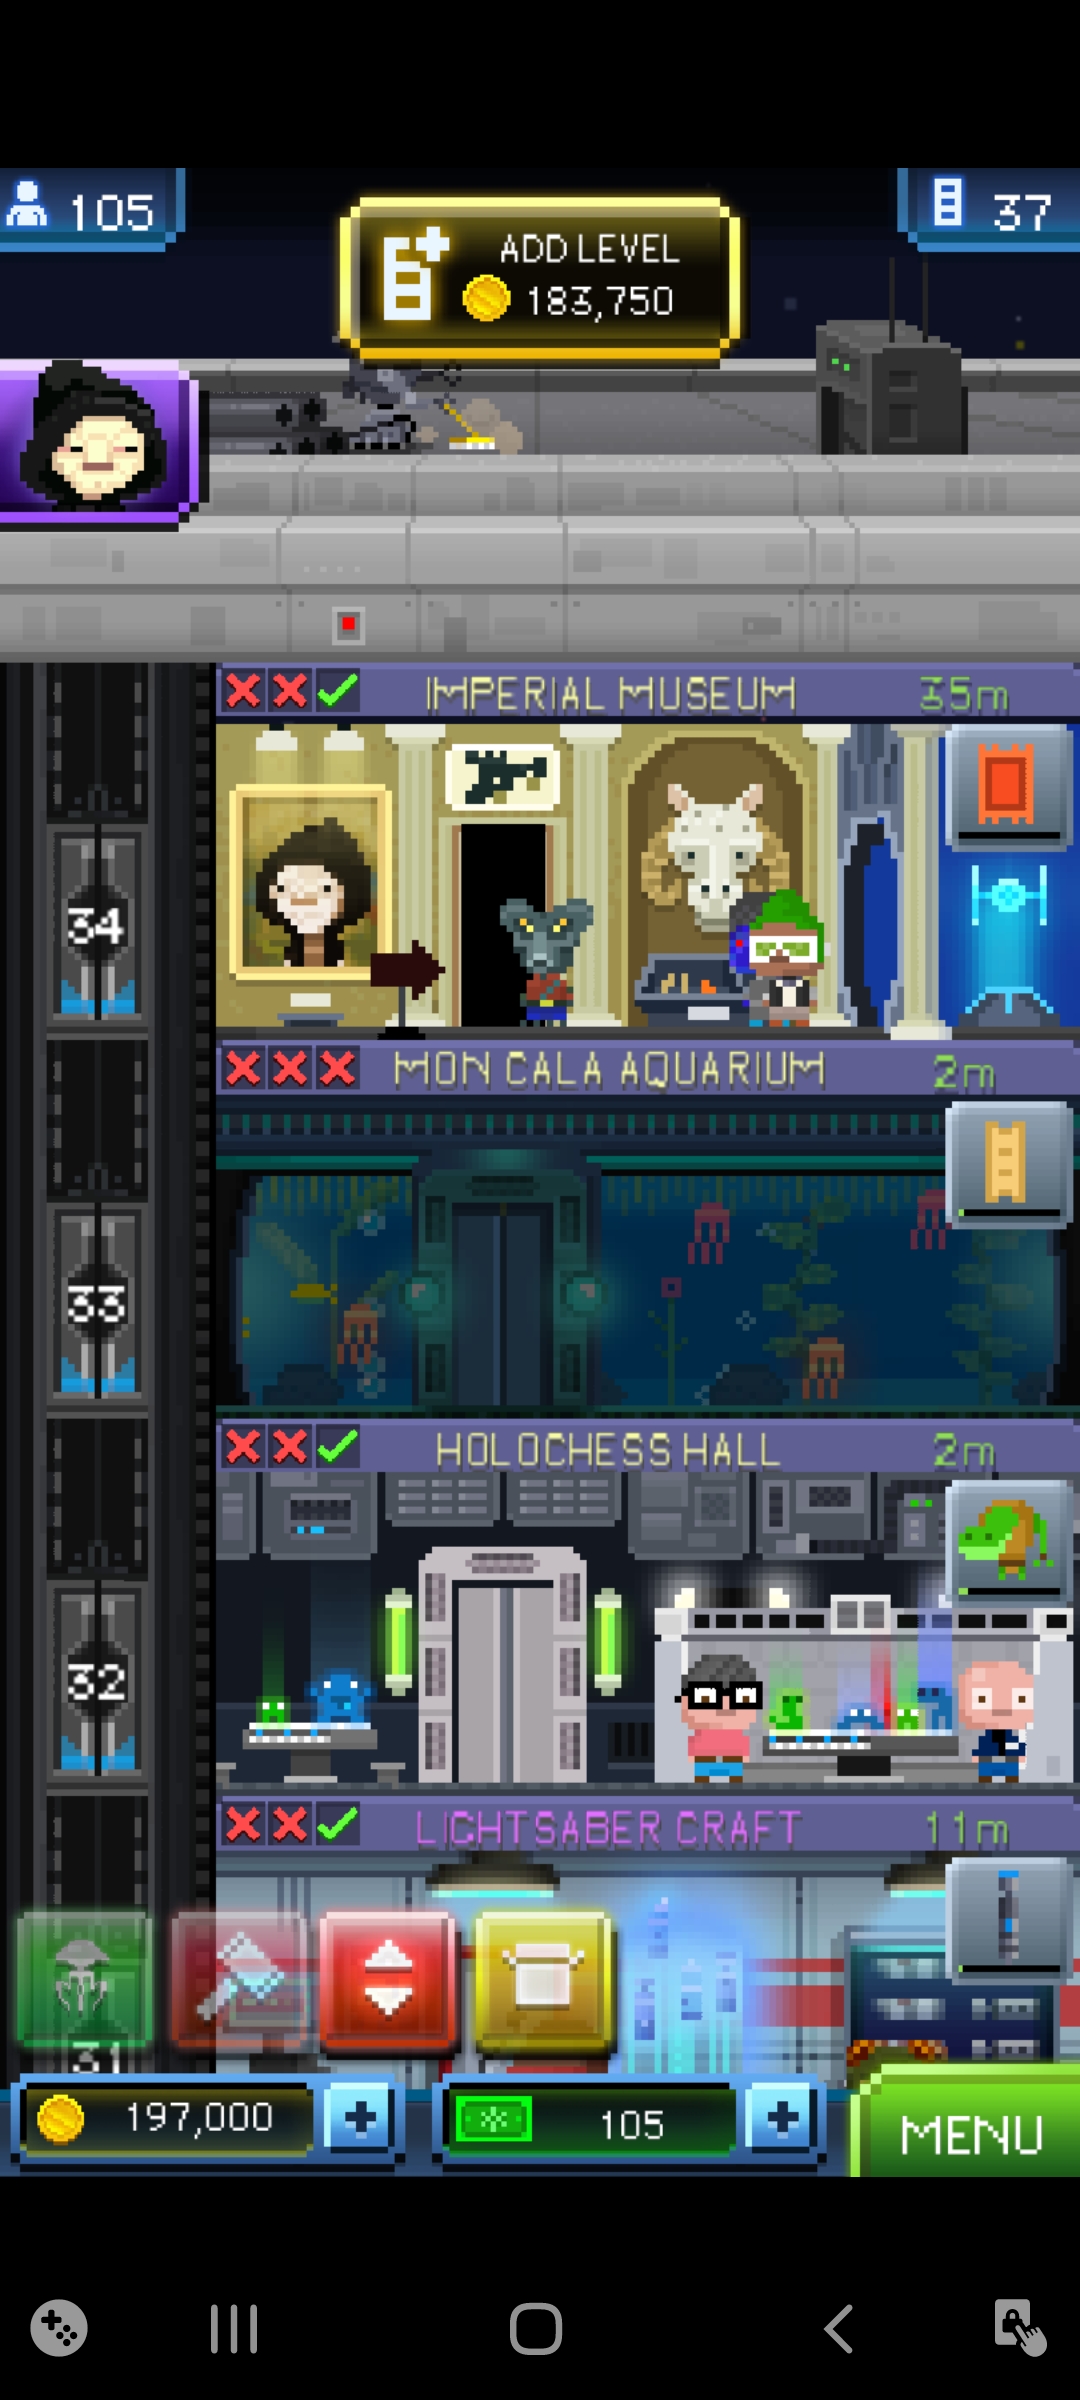 105
ADD LEVEL
183,750
37
IMPERIAL MUSEUM 35m
34
MON CALA AQUARIUM 2m
33
HOLOCHESS HALL 2m
32
LIGHTSABER CRAFT 11m
31
197,000
105
MENU